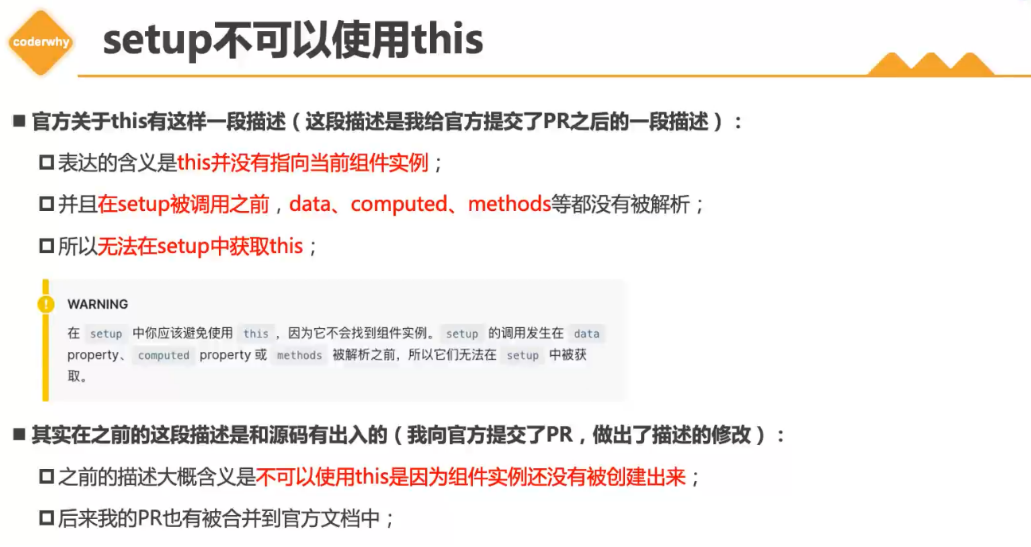 coderwhy
setup不可以使用this
官方关于this有这样一段描述（这段描述是我给官方提交了PR之后的一段描述）：
表达的含义是this并没有指向当前组件实例；
并且在setup被调用之前，data、computed、methods等都没有被解析；
所以无法在setup中获取this；
WARNING
在 setup 中你应该避免使用 this，因为它不会找到组件实例。setup 的调用发生在 data
property、computed property 或 methods 被解析之前，所以它们无法在 setup 中被获
取。
其实在之前的这段描述是和源码有出入的（我向官方提交了PR，做出了描述的修改）：
之前的描述大概含义是不可以使用this是因为组件实例还没有被创建出来；
后来我的PR也有被合并到官方文档中；